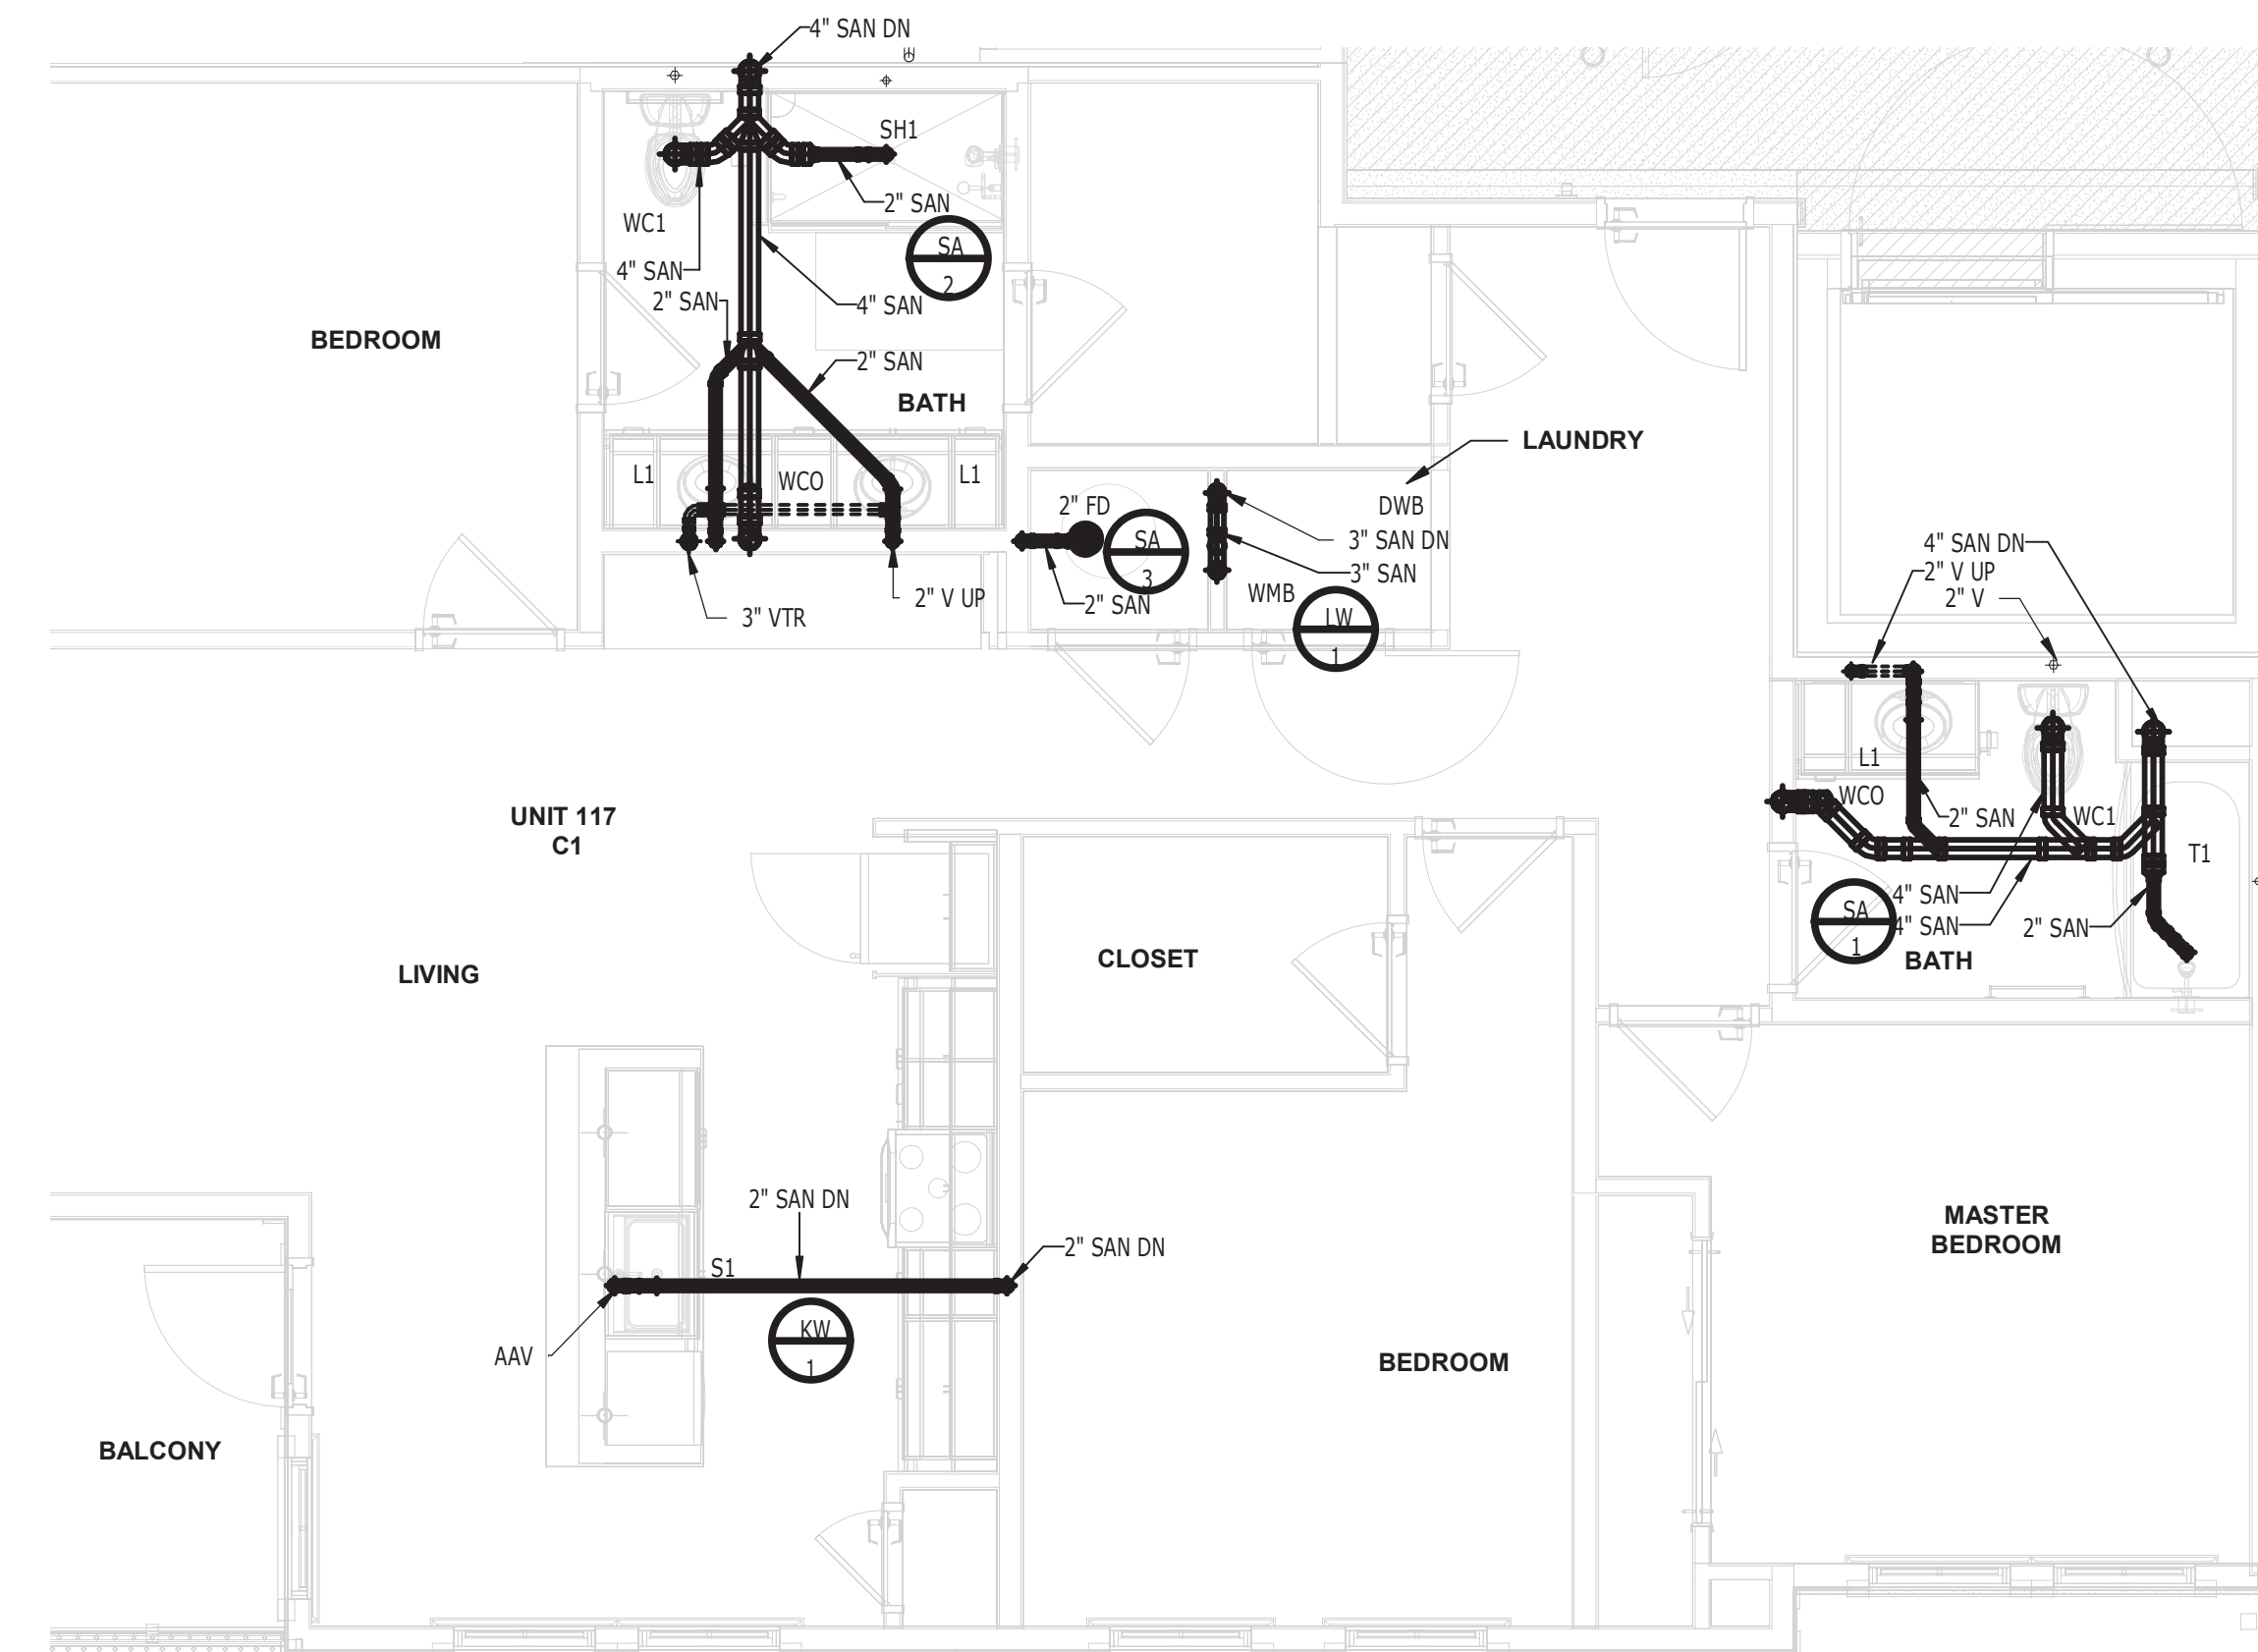 4" SAN DN
SH1
2" SAN
WC1
SA
2
4" SAN
2" SAN
4" SAN
BEDROOM
2" SAN
BATH
LAUNDRY
L1
WCO
L1
2" FD
DWB
SA
3
3" SAN DN
3" SAN
2" SAN
WMB
LW
1
2" V UP
3" VTR
4" SAN DN
2" V UP
2" V
L1
WCO
2" SAN
WC1
T1
4" SAN
SA
1
4" SAN
2" SAN
BATH
UNIT 117
C1
LIVING
CLOSET
2" SAN DN
2" SAN DN
S1
KW
1
AAV
BEDROOM
MASTER
BEDROOM
BALCONY